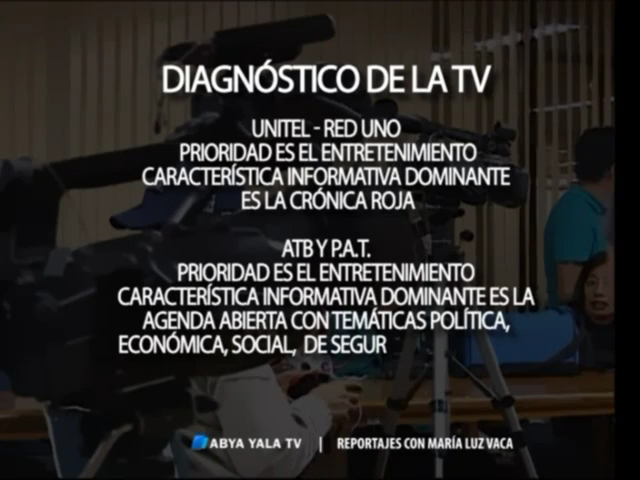 DIAGNÓSTICO DE LA TV
UNITEL - RED UNO
PRIORIDAD ES EL ENTRETENIMIENTO
CARACTERÍSTICA INFORMATIVA DOMINANTE
ES LA CRÓNICA ROJA
ATB Y P.A.T.
PRIORIDAD ES EL ENTRETENIMIENTO
CARACTERÍSTICA INFORMATIVA DOMINANTE ES LA
AGENDA ABIERTA CON TEMÁTICAS POLÍTICA,
ECONÓMICA, SOCIAL, DE SEGUR
ABYA YALA TV | REPORTAJES CON MARÍA LUZ VACA